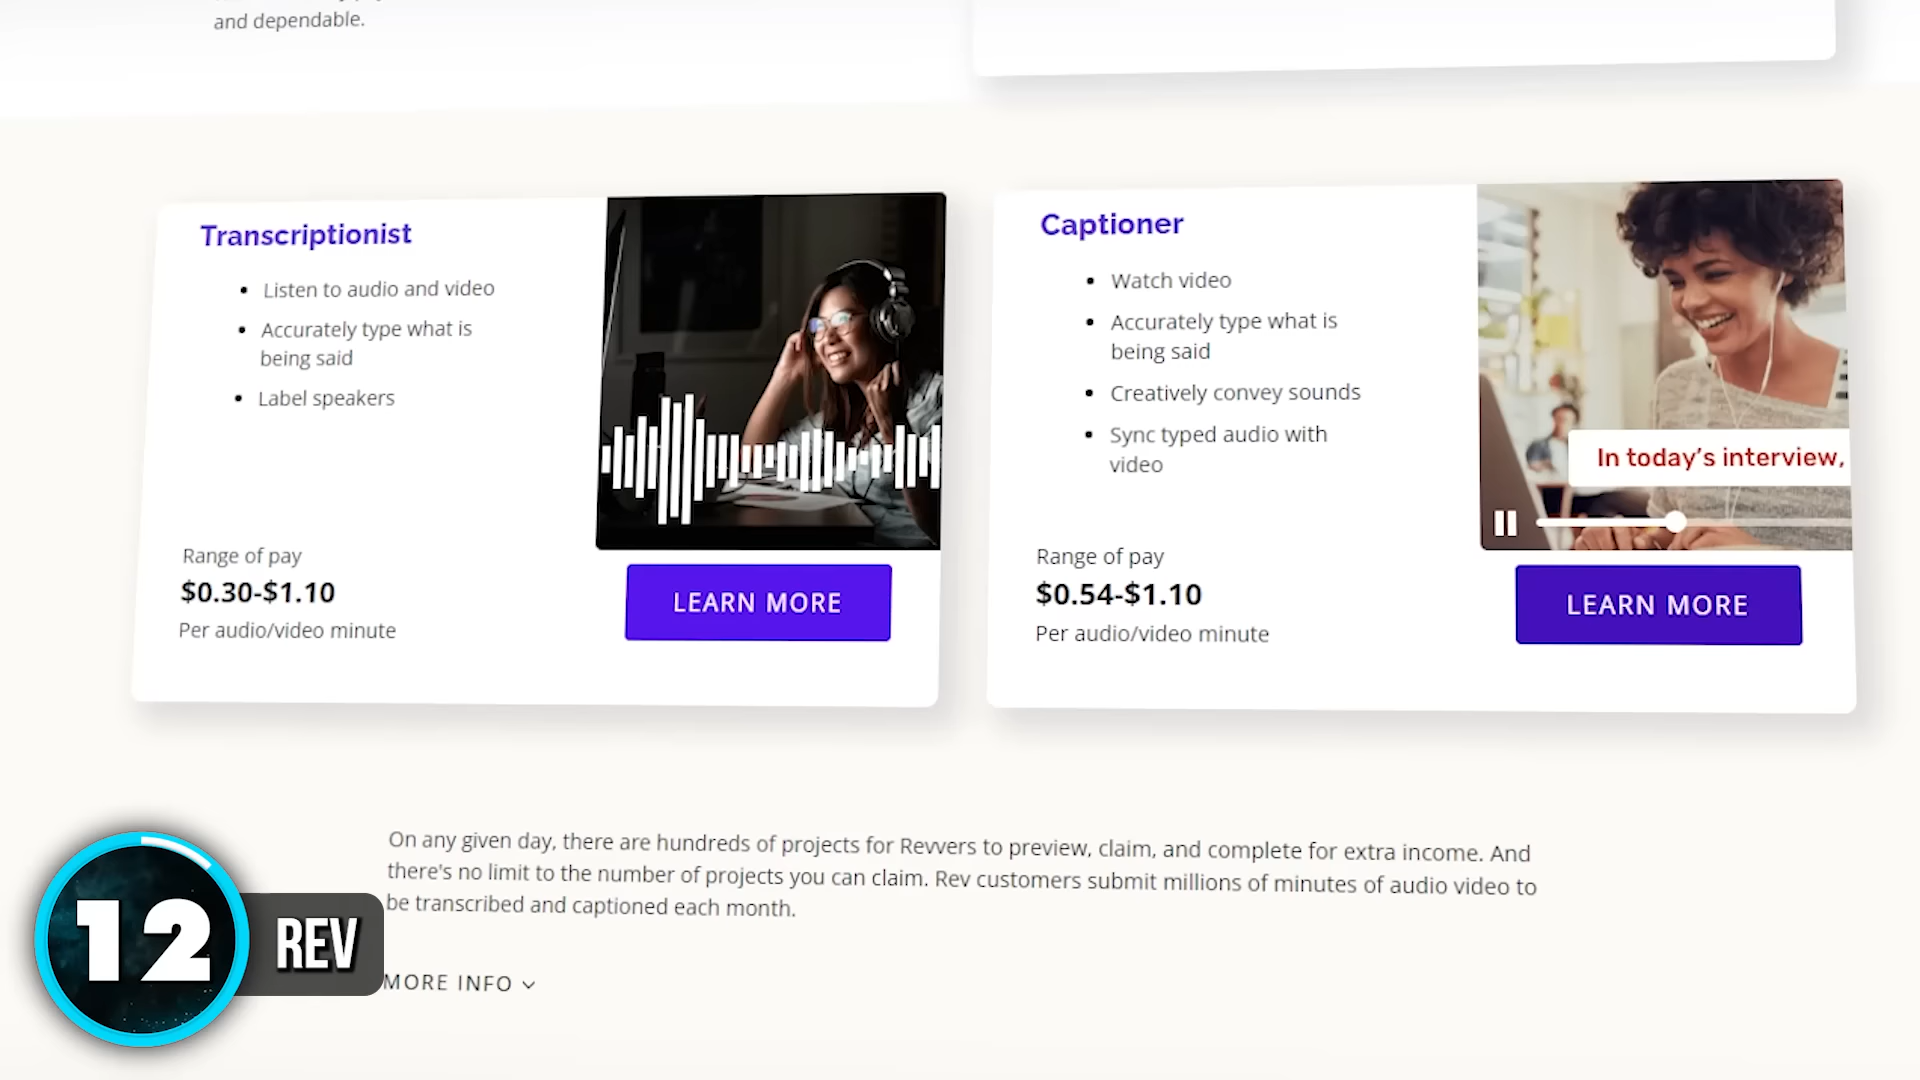 and dependable.
Transcriptionist
Listen to audio and video
Accurately type what is
being said
Label speakers
Range of pay
$0.30-$1.10
Per audio/video minute
LEARN MORE
Captioner
Watch video
Accurately type what is
being said
Creatively convey sounds
Sync typed audio with
video
In today's interview,
Range of pay
$0.54-$1.10
Per audio/video minute
LEARN MORE
On any given day, there are hundreds of projects for Revvers to preview, claim, and complete for extra income. And
there's no limit to the number of projects you can claim. Rev customers submit millions of minutes of audio video to
be transcribed and captioned each month.
12 REV
MORE INFO